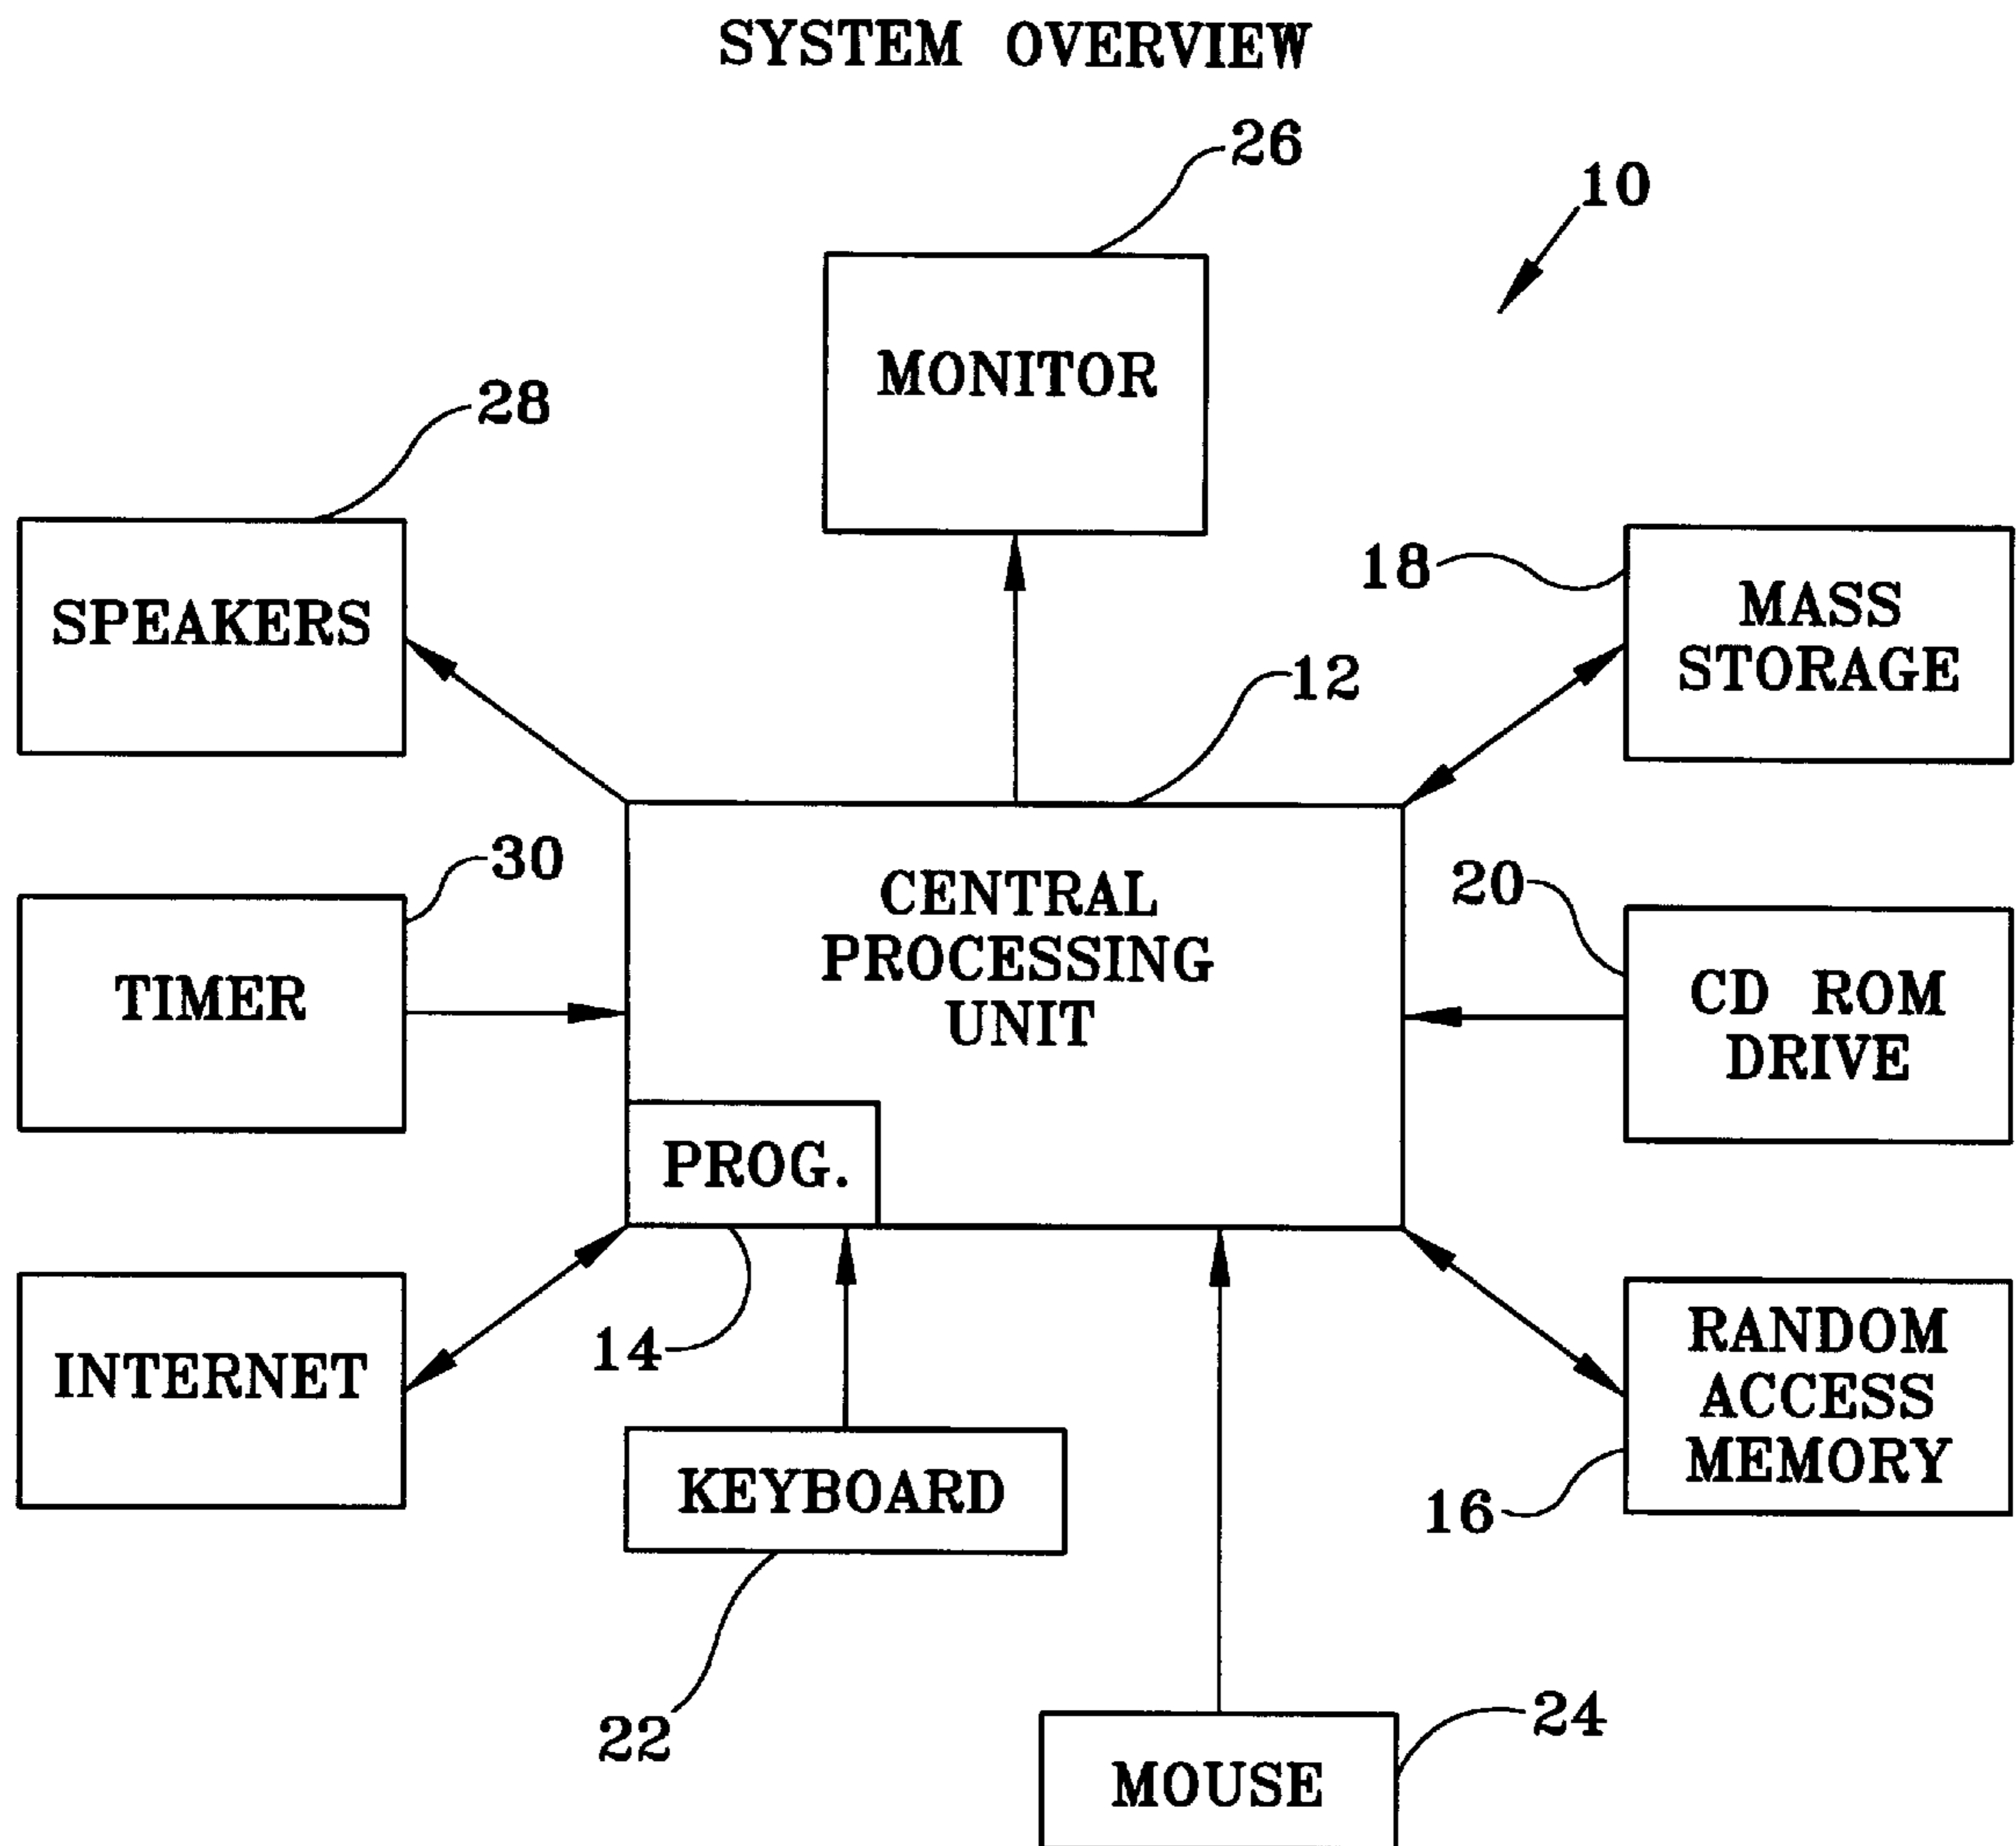 SYSTEM OVERVIEW
26
10
MONITOR
28
18
SPEAKERS
MASS
STORAGE
12
30
20
CENTRAL
PROCESSING
UNIT
TIMER
CD ROM
DRIVE
PROG.
14
INTERNET
RANDOM
ACCESS
MEMORY
16
KEYBOARD
22
24
MOUSE